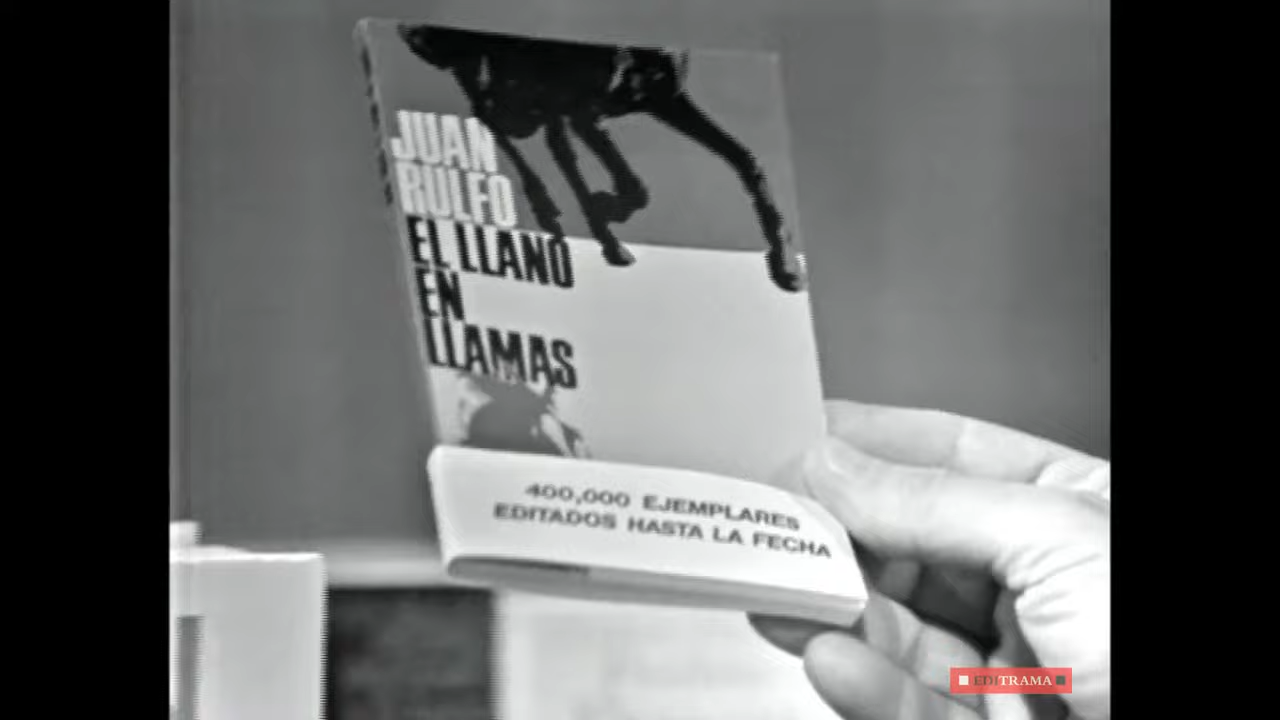 JUAN
RULFO
EL LLANO
EN
LLAMAS
400,000 EJEMPLARES
EDITADOS HASTA LA FECHA
EDITRAMA